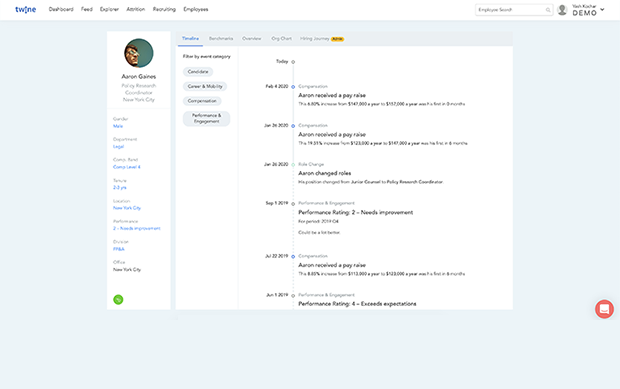 twine
Dashboard Feed Explorer Attrition Recruiting Employees
Employee Search
Yash Kochar
DEMO
Aaron Gaines
Policy Research
Coordinator
New York City
Gender
Male
Department
Legal
Comp. Band
Comp Level 4
Tenure
2-3 yrs
Location
New York City
Performance
2 – Needs improvement
Division
FP&A
Office
New York City
Timeline Benchmarks Overview Org Chart Hiring Journey
Filter by event category
Candidate
Career & Mobility
Compensation
Performance &
Engagement
Today
Feb 4 2020 Compensation
Aaron received a pay raise
This 6.80% increase from $147,000 a year to $157,000 a year was his first in 0 months
Jan 26 2020 Compensation
Aaron received a pay raise
This 19.51% increase from $123,000 a year to $147,000 a year was his first in 6 months
Jan 26 2020 Role Change
Aaron changed roles
His position changed from Junior Counsel to Policy Research Coordinator.
Sep 1 2019 Performance & Engagement
Performance Rating: 2 – Needs improvement
For period: 2019
Could be a lot better.
Jul 22 2019 Compensation
Aaron received a pay raise
This 8.85% increase from $113,000 a year to $123,000 a year was his first in 6 months
Jun 1 2019 Performance & Engagement
Performance Rating: 4 – Exceeds expectations